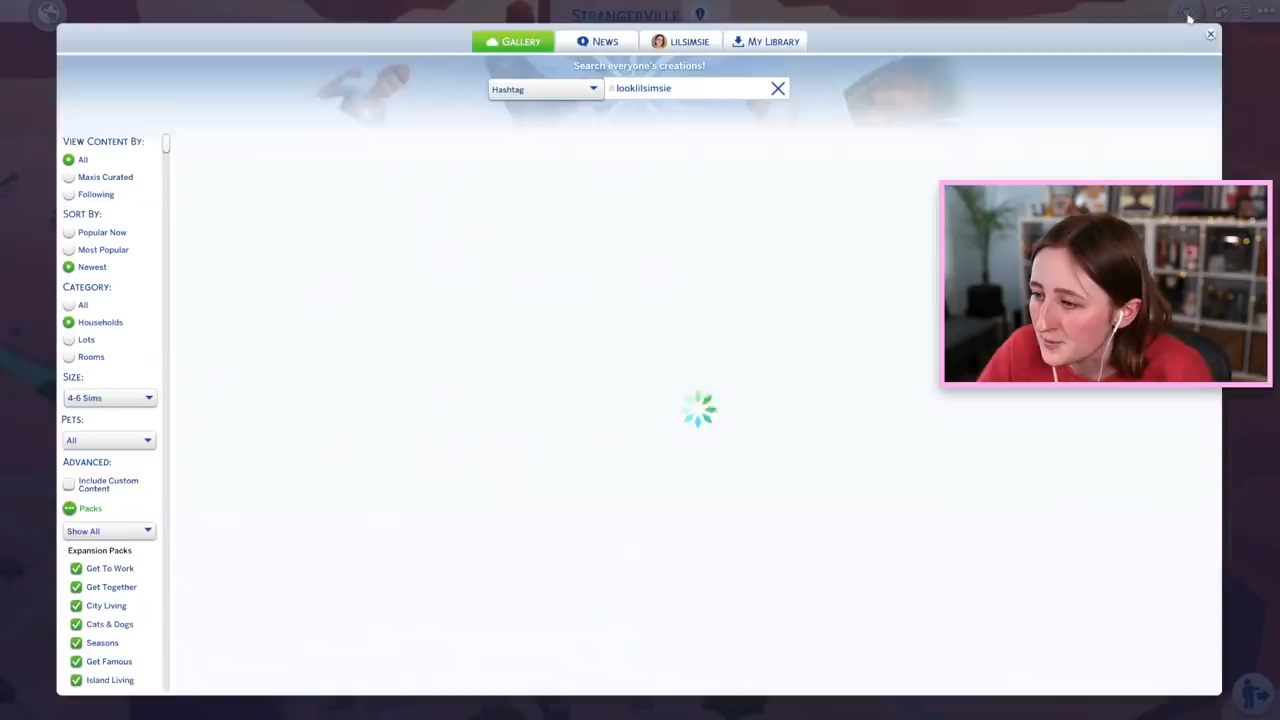 STRANGERVILLE
GALLERY
NEWS
LILSIMSIE
MY LIBRARY
Search everyone's creations!
Hashtag
#looklilsimsie
VIEW CONTENT BY:
All
Maxis Curated
Following
SORT BY:
Popular Now
Most Popular
Newest
CATEGORY:
All
Households
Lots
Rooms
SIZE:
4-6 Sims
PETS:
All
ADVANCED:
Include Custom
Content
Packs
Show All
Expansion Packs
Get To Work
Get Together
City Living
Cats & Dogs
Seasons
Get Famous
Island Living